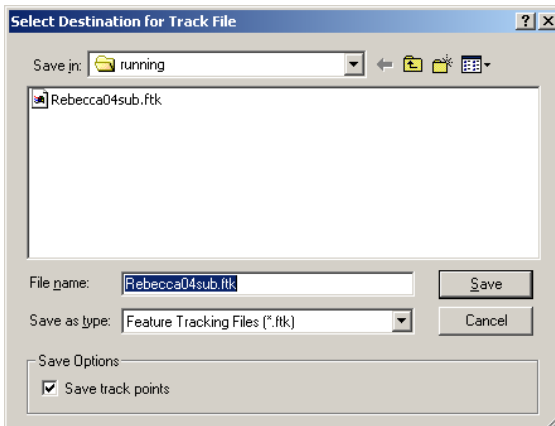 Select Destination for Track File
Save in: running
Rebecca04sub.ftk
File name: Rebecca04sub.ftk Save
Save as type: Feature Tracking Files (*.ftk) Cancel
Save Options
Save track points